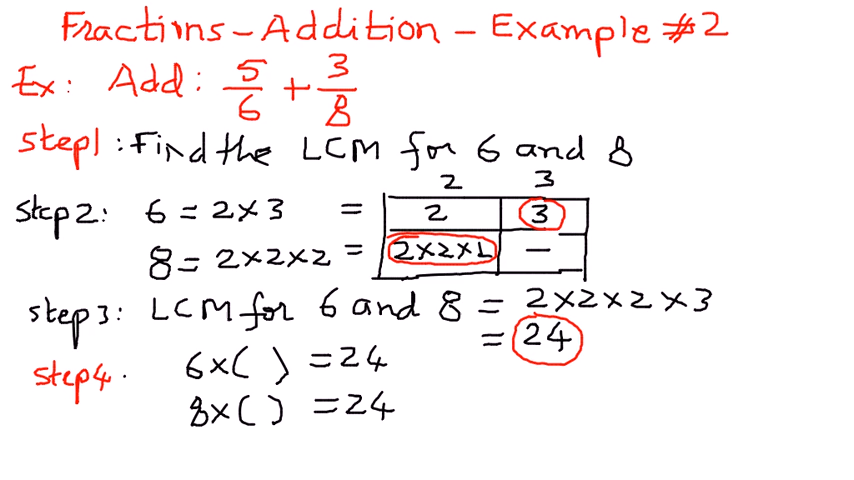 Fractions - Addition - Example #2
Ex: Add: 5/6 + 3/8
Step1: Find the LCM for 6 and 8
2 3
Step2: 6 = 2×3 = 2 3
8 = 2×2×2 = 2×2×2 -
Step3: LCM for 6 and 8 = 2×2×2×3
= 24
Step4. 6×( ) = 24
8×( ) = 24